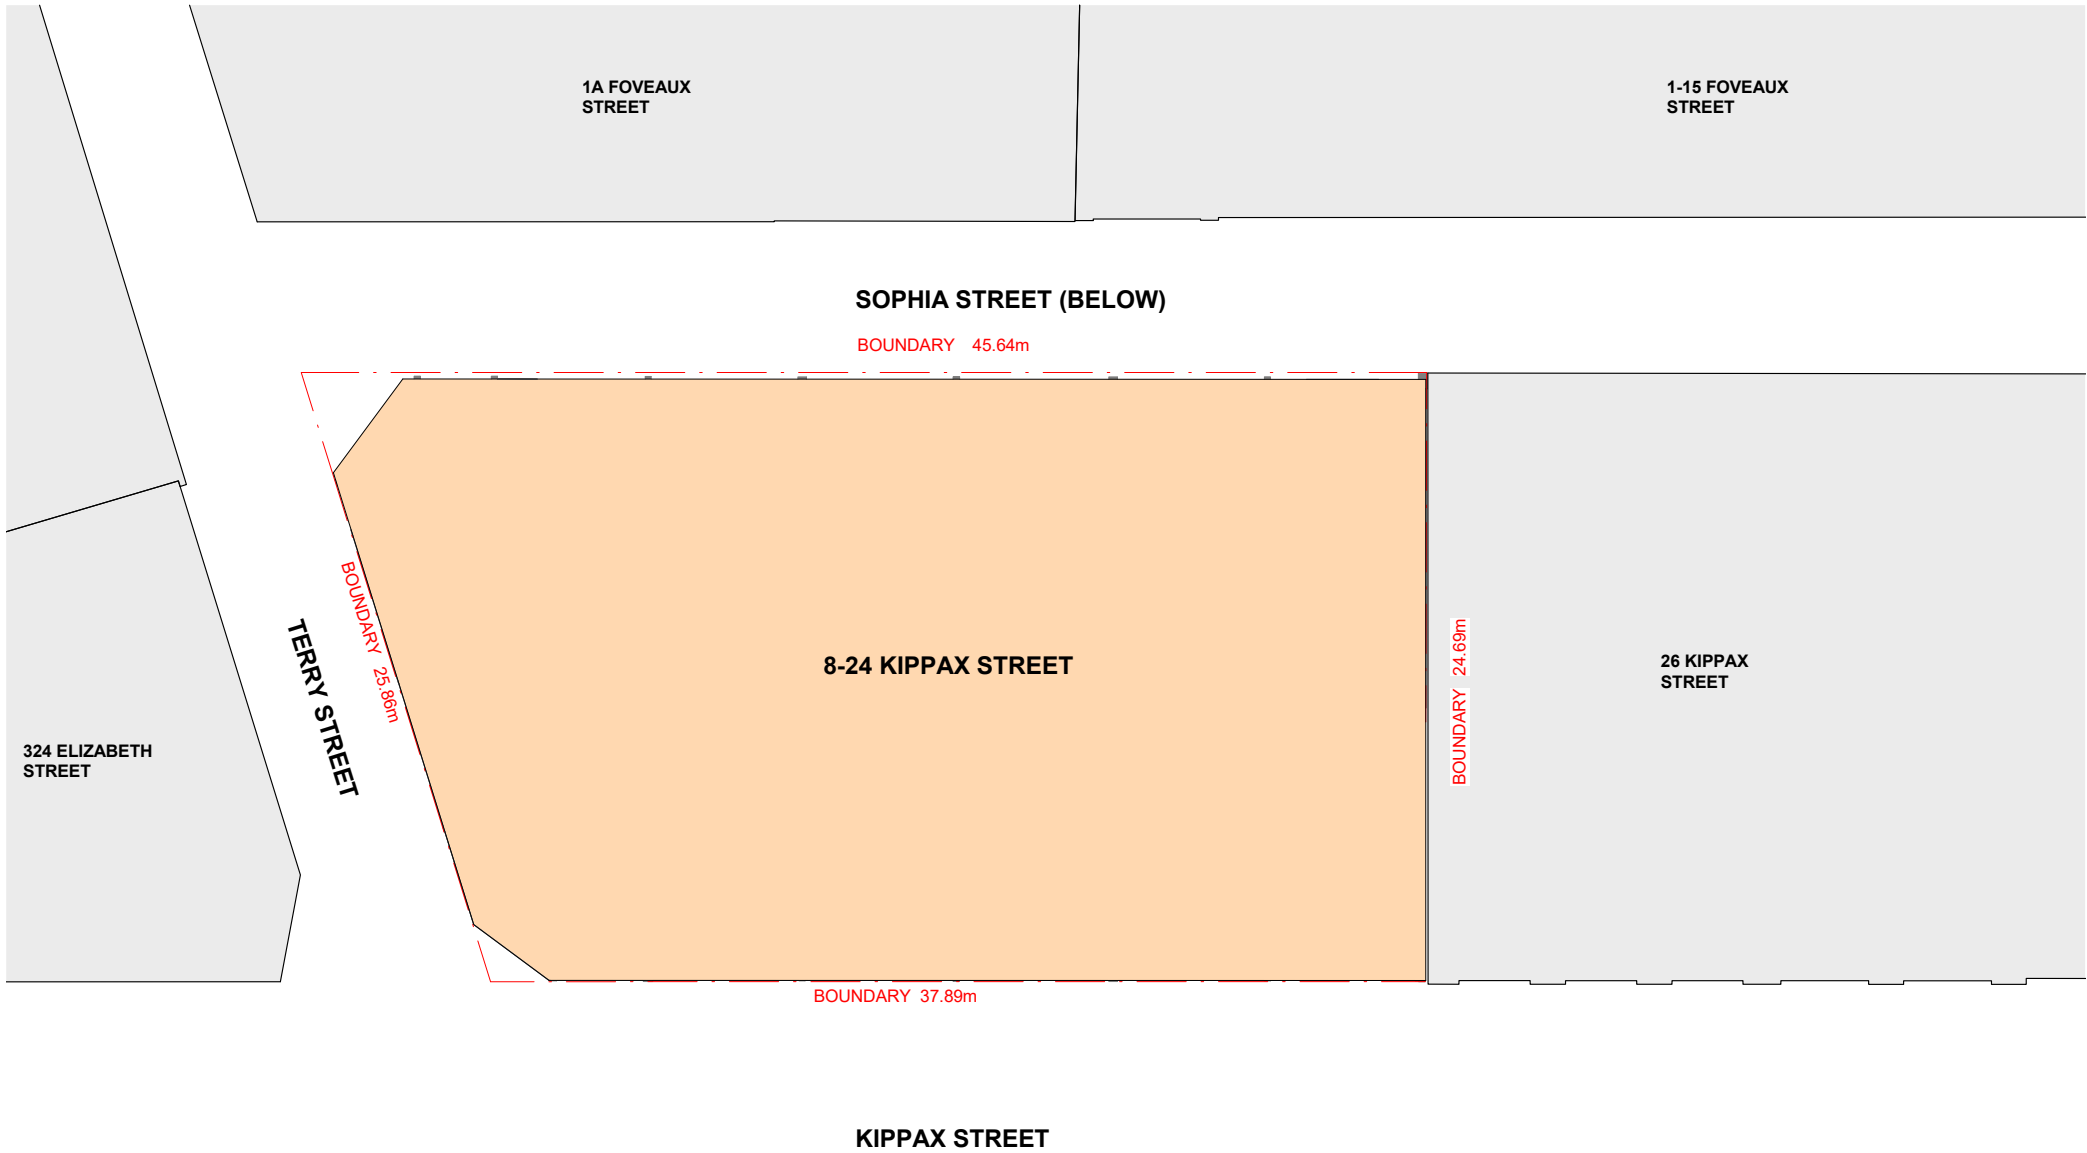 1A FOVEAUX
STREET
1-15 FOVEAUX
STREET
SOPHIA STREET (BELOW)
BOUNDARY 45.64m
BOUNDARY 25.86m
TERRY STREET
8-24 KIPPAX STREET
BOUNDARY 24.69m
26 KIPPAX
STREET
324 ELIZABETH
STREET
BOUNDARY 37.89m
KIPPAX STREET